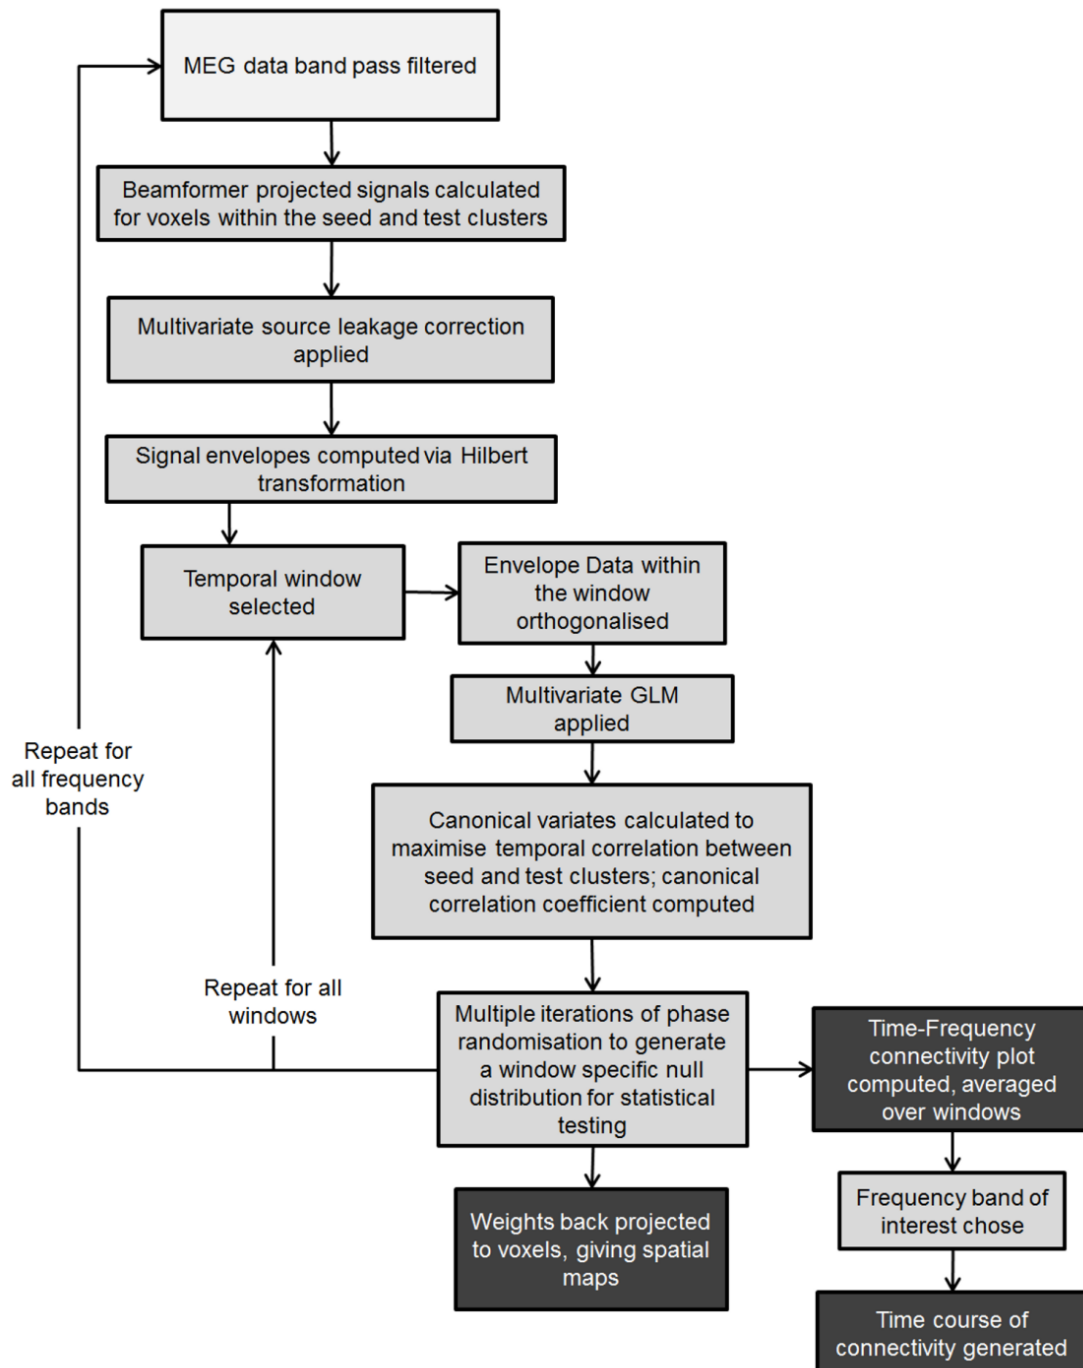 MEG data band pass filtered
Beamformer projected signals calculated
for voxels within the seed and test clusters
Multivariate source leakage correction
applied
Signal envelopes computed via Hilbert
transformation
Temporal window
selected
Envelope Data within
the window
orthogonalised
Multivariate GLM
applied
Repeat for
all frequency
bands
Canonical variates calculated to
maximise temporal correlation between
seed and test clusters; canonical
correlation coefficient computed
Repeat for all
windows
Multiple iterations of phase
randomisation to generate
a window specific null
distribution for statistical
testing
Time-Frequency
connectivity plot
computed, averaged
over windows
Weights back projected
to voxels, giving spatial
maps
Frequency band of
interest chose
Time course of
connectivity generated